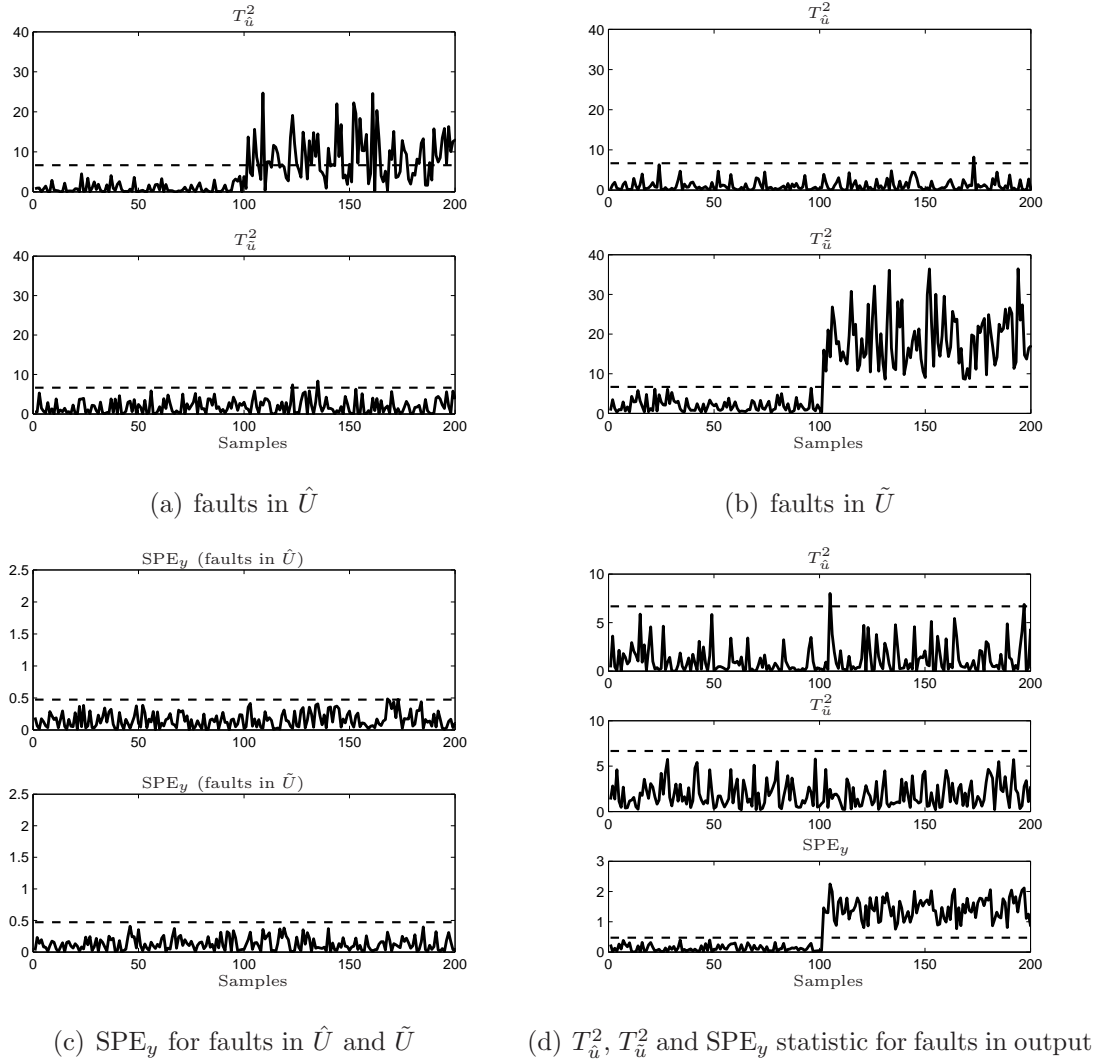 $T^2_{\hat{u}}$
40
30
20
10
0
0 50 100 150 200
$T^2_{\tilde{u}}$
40
30
20
10
0
0 50 100 150 200
Samples
(a) faults in $\hat{U}$
$T^2_{\hat{u}}$
40
30
20
10
0
0 50 100 150 200
$T^2_{\tilde{u}}$
40
30
20
10
0
0 50 100 150 200
Samples
(b) faults in $\tilde{U}$
SPE$_y$ (faults in $\hat{U}$)
2.5
2
1.5
1
0.5
0
0 50 100 150 200
SPE$_y$ (faults in $\tilde{U}$)
2.5
2
1.5
1
0.5
0
0 50 100 150 200
Samples
(c) SPE$_y$ for faults in $\hat{U}$ and $\tilde{U}$
$T^2_{\hat{u}}$
10
5
0
0 50 100 150 200
$T^2_{\tilde{u}}$
10
5
0
0 50 100 150 200
SPE$_y$
3
2
1
0
0 50 100 150 200
Samples
(d) $T^2_{\hat{u}}$, $T^2_{\tilde{u}}$ and SPE$_y$ statistic for faults in output